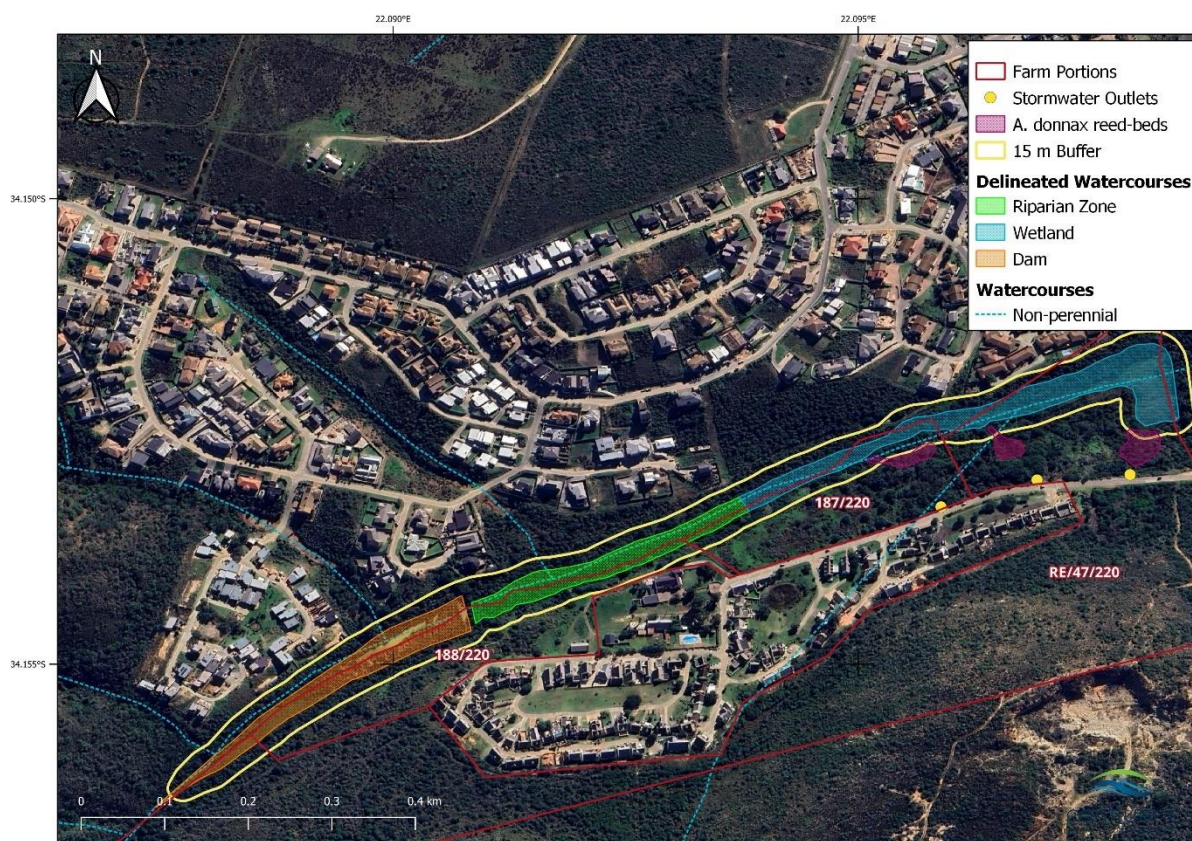 22.090°E
22.095°E
N
Farm Portions
Stormwater Outlets
A. donnax reed-beds
15 m Buffer
Delineated Watercourses
Riparian Zone
Wetland
Dam
Watercourses
Non-perennial
34.150°S
187/220
RE/47/220
34.155°S
188/220
0 0.1 0.2 0.3 0.4 km